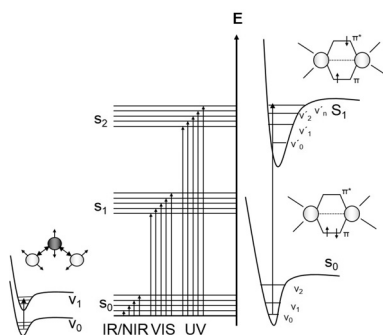 E
π*
π
S₁
v´n
v´₂
v´₁
v´₀
S₂
S₁
S₀
IR/NIR VIS UV
π*
π
S₀
v₂
v₁
v₀
v₁
v₀